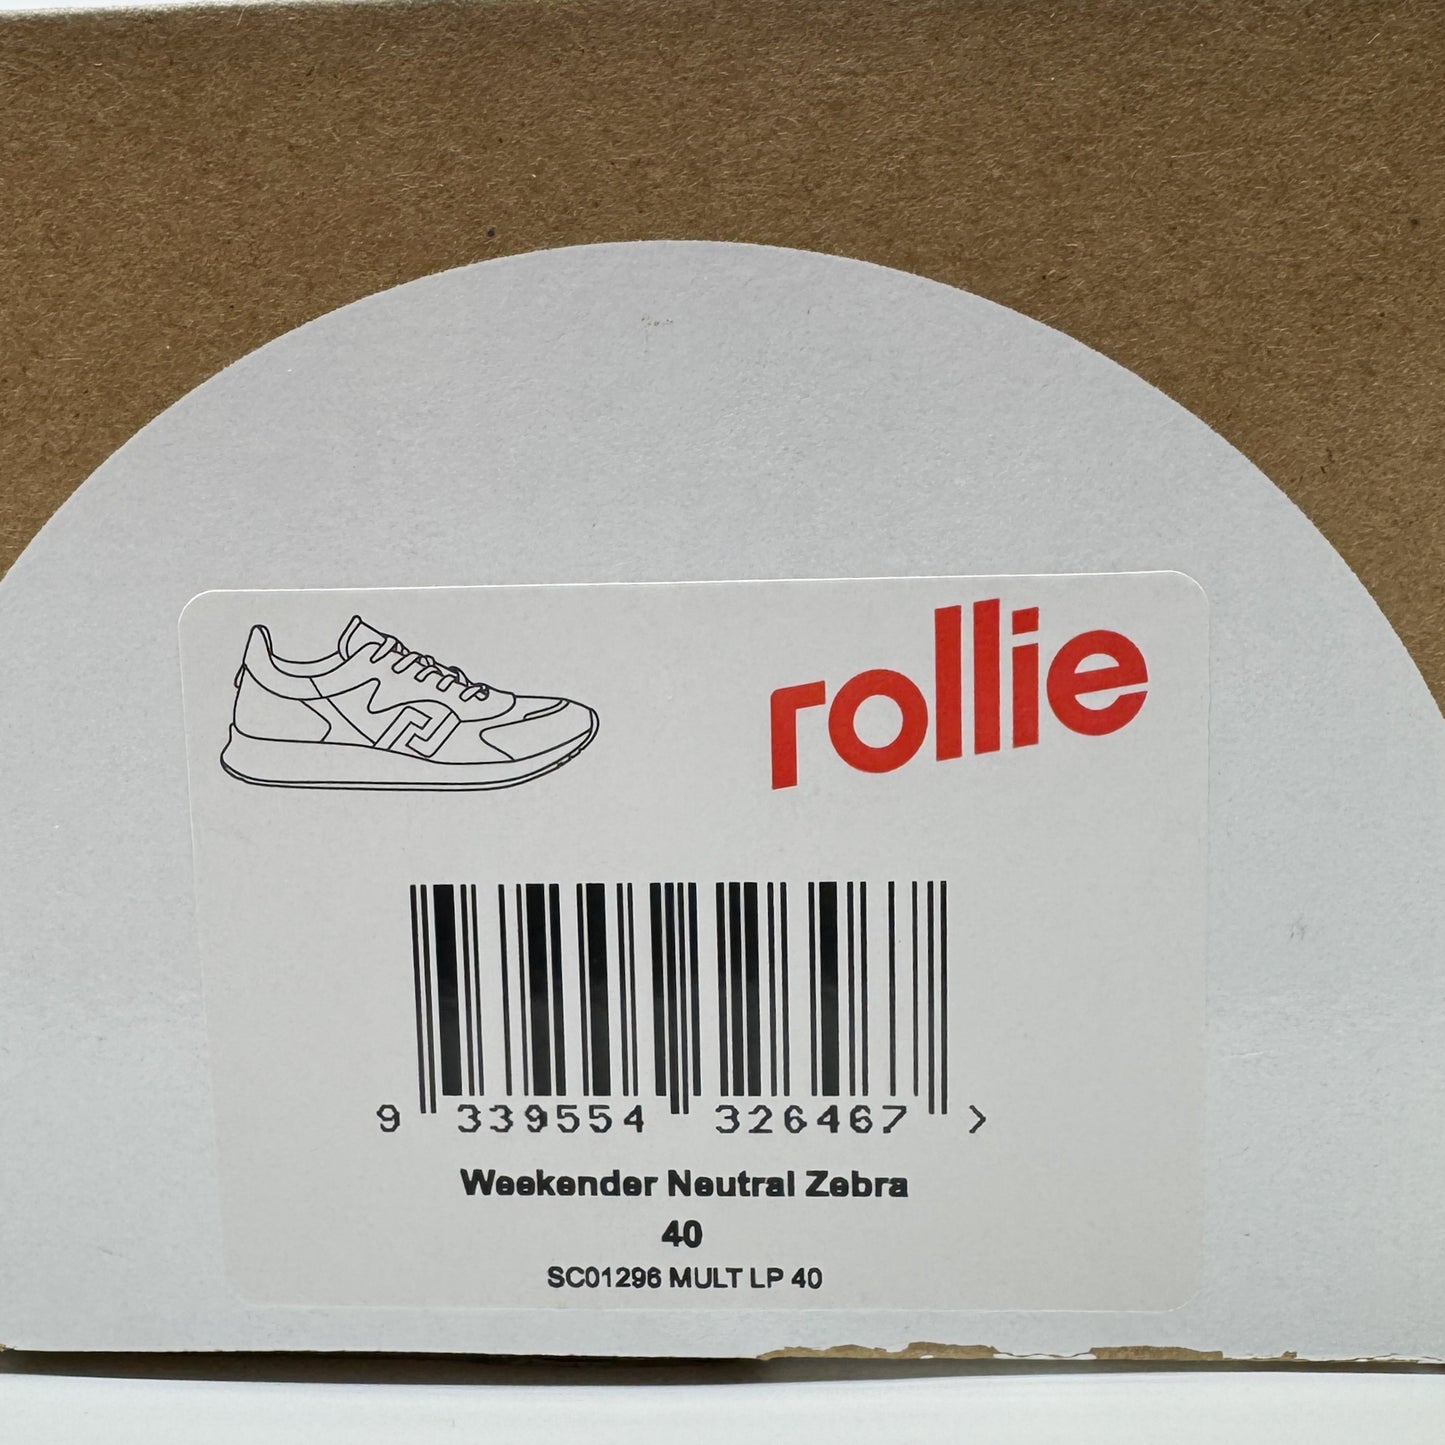 rollie
9 339554 326467 >
Weekender Neutral Zebra
40
SC01296 MULT LP 40